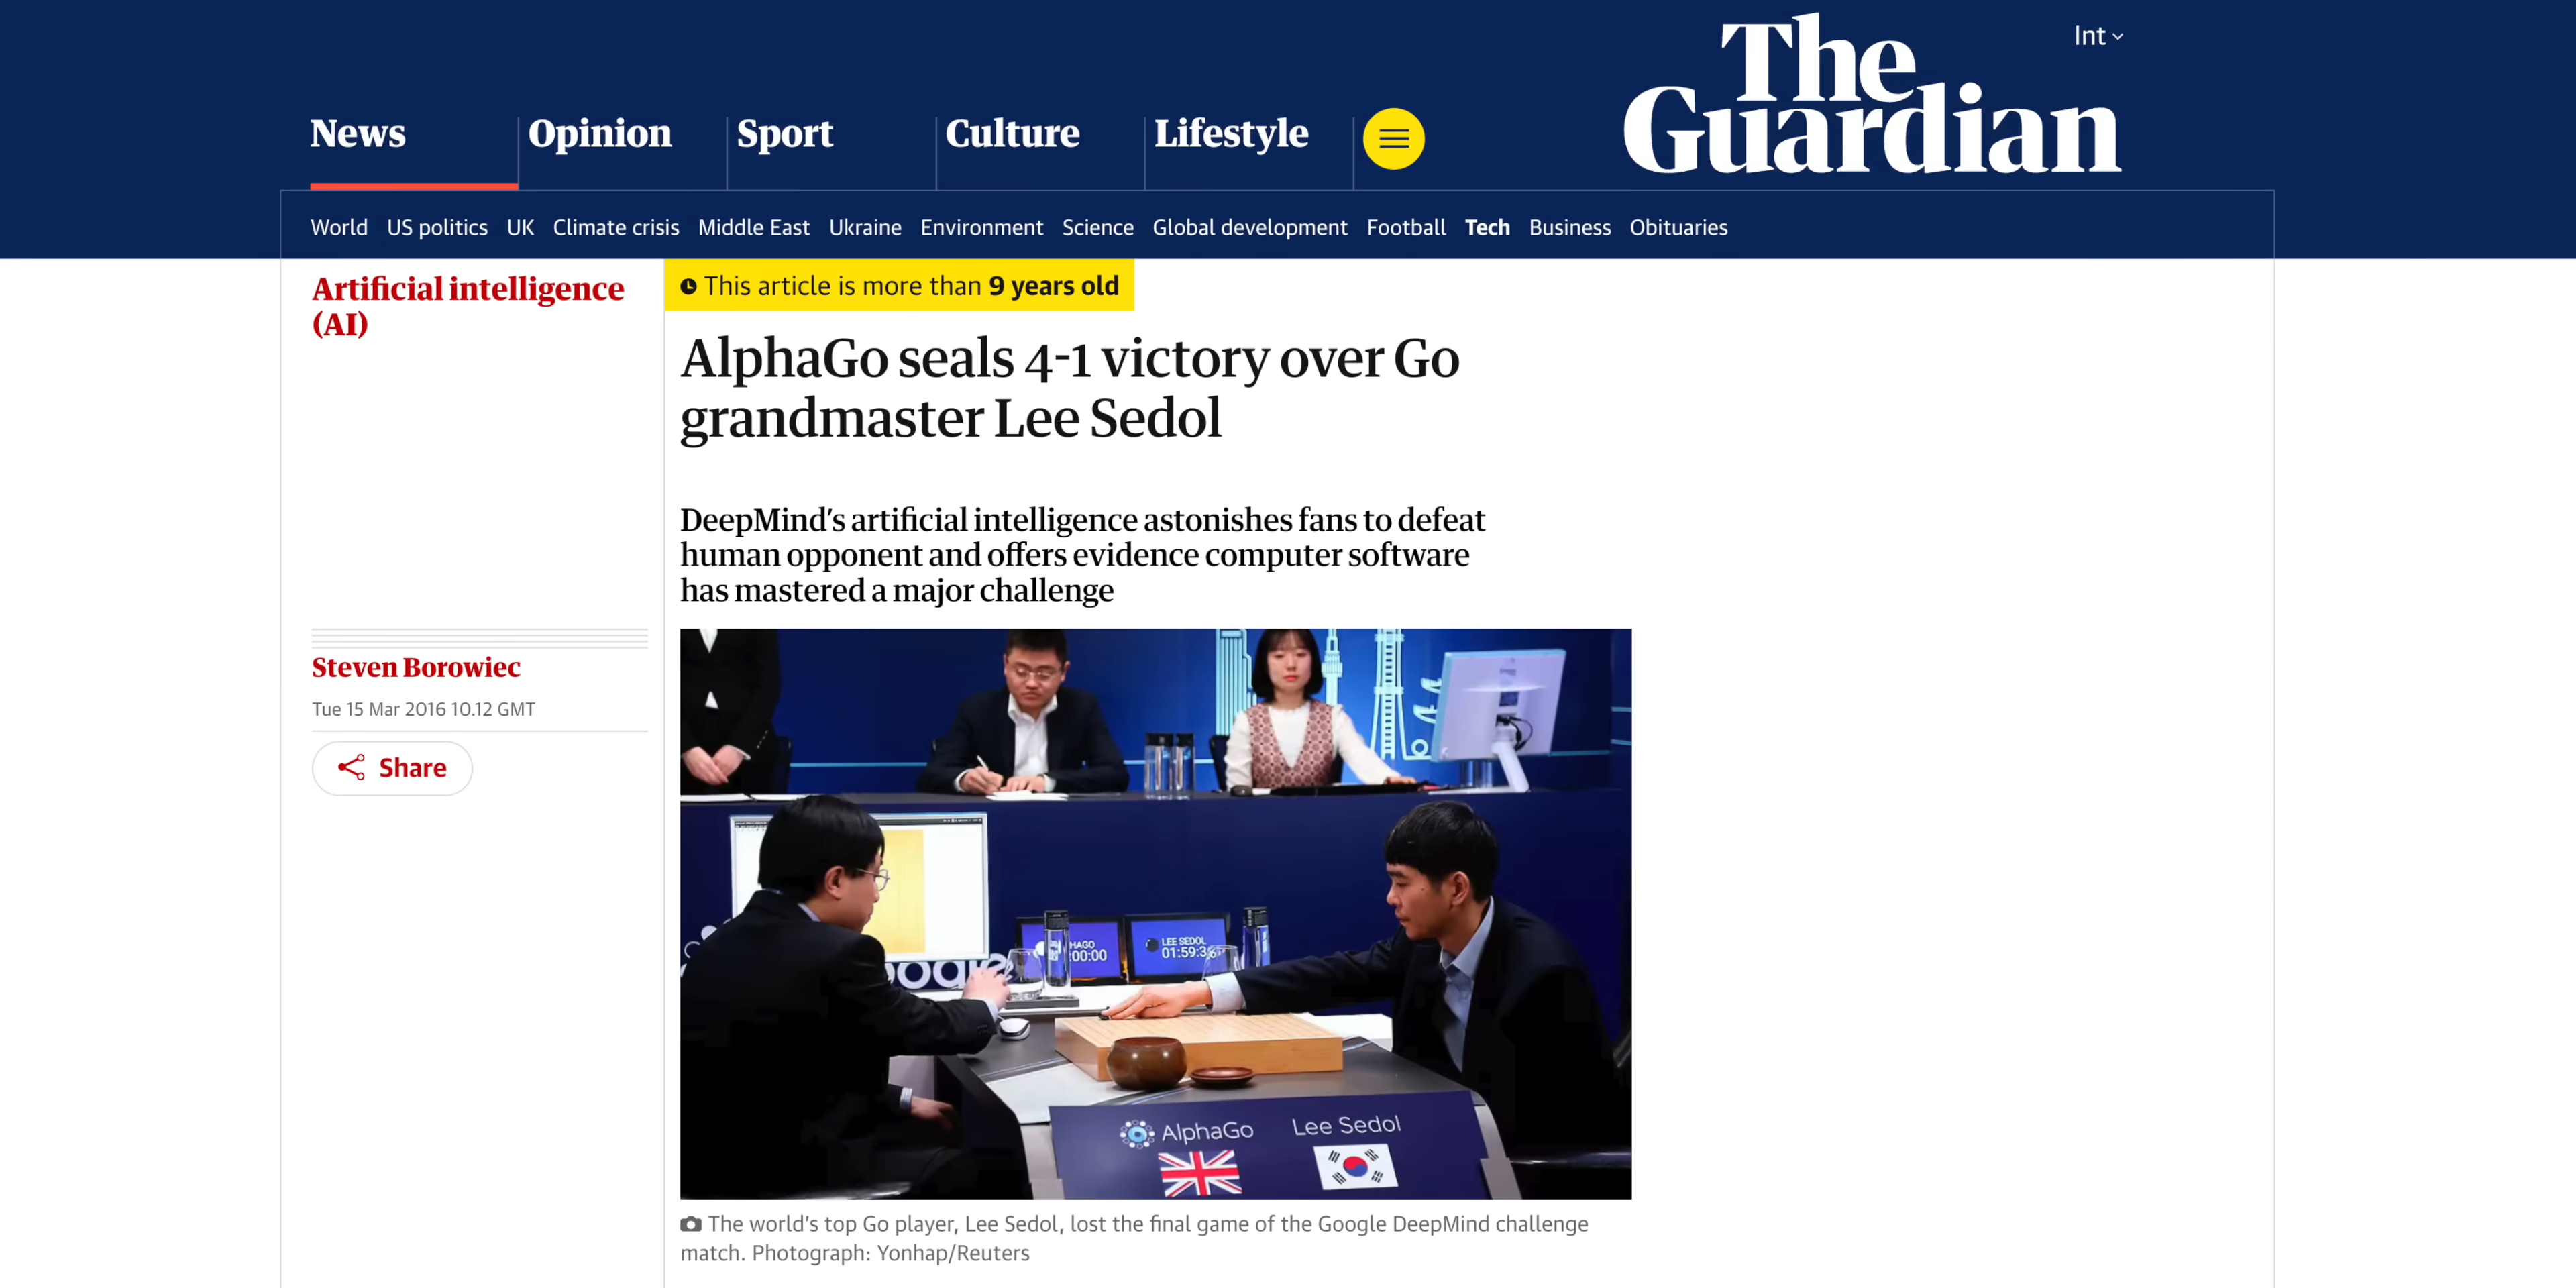 Int
The
Guardian
News
Opinion
Sport
Culture
Lifestyle
World US politics UK Climate crisis Middle East Ukraine Environment Science Global development Football Tech Business Obituaries
Artificial intelligence
(AI)
This article is more than 9 years old
AlphaGo seals 4-1 victory over Go
grandmaster Lee Sedol
DeepMind's artificial intelligence astonishes fans to defeat
human opponent and offers evidence computer software
has mastered a major challenge
Steven Borowiec
Tue 15 Mar 2016 10.12 GMT
Share
LEE SEDOL
AlphaGo
Lee Sedol
The world's top Go player, Lee Sedol, lost the final game of the Google DeepMind challenge
match. Photograph: Yonhap/Reuters